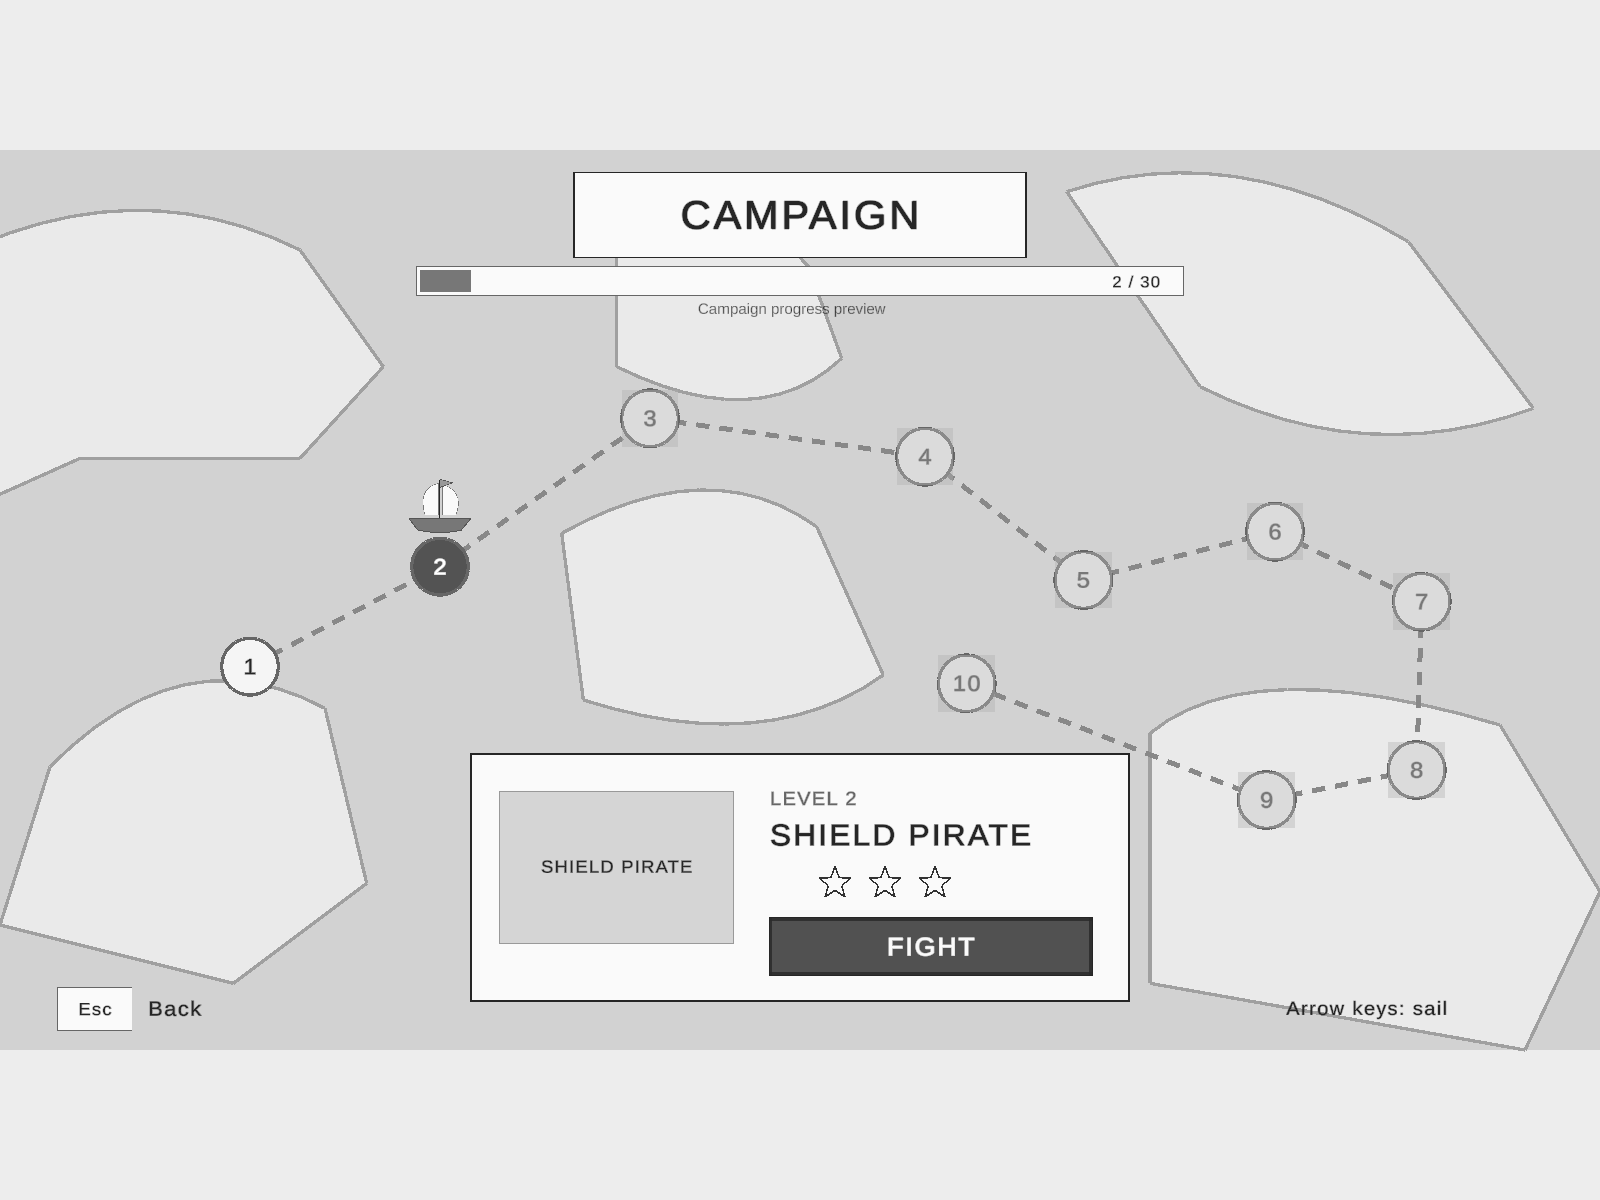 CAMPAIGN
2 / 30
Campaign progress preview
3
4
6
2
5
7
1
10
8
9
LEVEL 2
SHIELD PIRATE
SHIELD PIRATE
FIGHT
Esc
Back
Arrow keys: sail